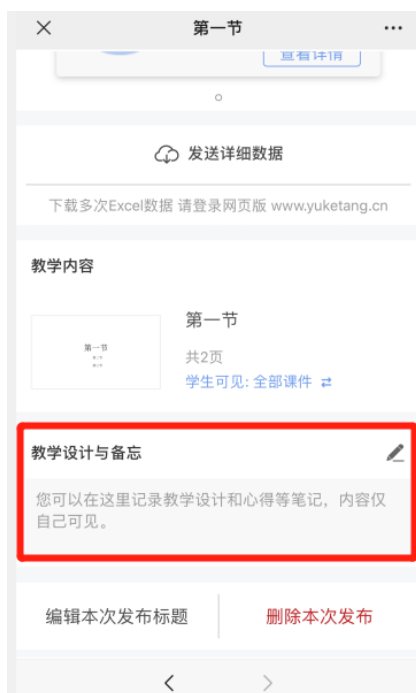 第一节
查看详情
发送详细数据
下载多次Excel数据 请登录网页版 www.yuketang.cn
教学内容
第一节
第一节
共2页
学生可见: 全部课件
教学设计与备忘
您可以在这里记录教学设计和心得等笔记，内容仅
自己可见。
编辑本次发布标题
删除本次发布